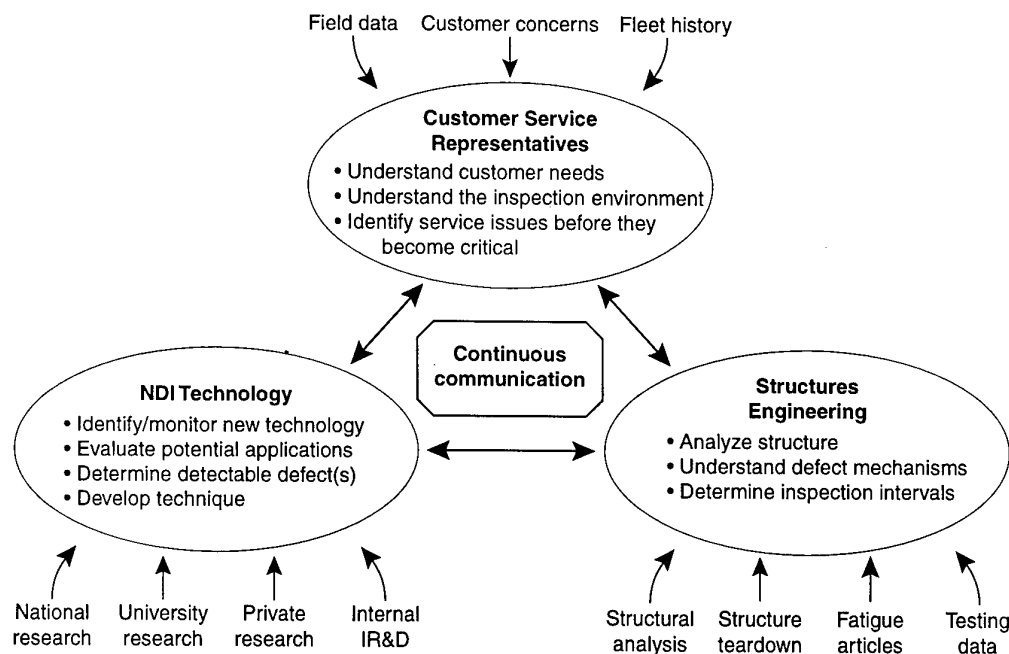 Field data
Customer concerns
Fleet history
Customer Service
Representatives
• Understand customer needs
• Understand the inspection environment
• Identify service issues before they
become critical
Continuous
communication
NDI Technology
• Identify/monitor new technology
• Evaluate potential applications
• Determine detectable defect(s)
• Develop technique
Structures
Engineering
• Analyze structure
• Understand defect mechanisms
• Determine inspection intervals
National
research
University
research
Private
research
Internal
IR&D
Structural
analysis
Structure
teardown
Fatigue
articles
Testing
data